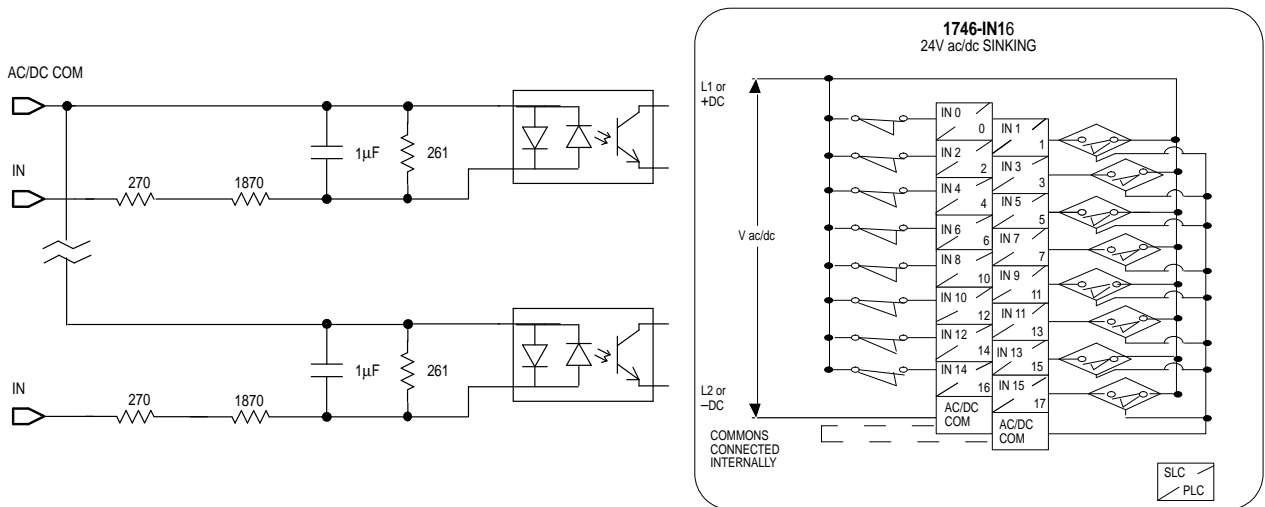 AC/DC COM
IN
270
1870
1µF
261
IN
270
1870
1µF
261
1746-IN16
24V ac/dc SINKING
L1 or
+DC
V ac/dc
L2 or
–DC
COMMONS
CONNECTED
INTERNALLY
IN 0
0
IN 1
1
IN 2
2
IN 3
3
IN 4
4
IN 5
5
IN 6
6
IN 7
7
IN 8
10
IN 9
11
IN 10
12
IN 11
13
IN 12
14
IN 13
15
IN 14
16
IN 15
17
AC/DC
COM
AC/DC
COM
SLC
PLC